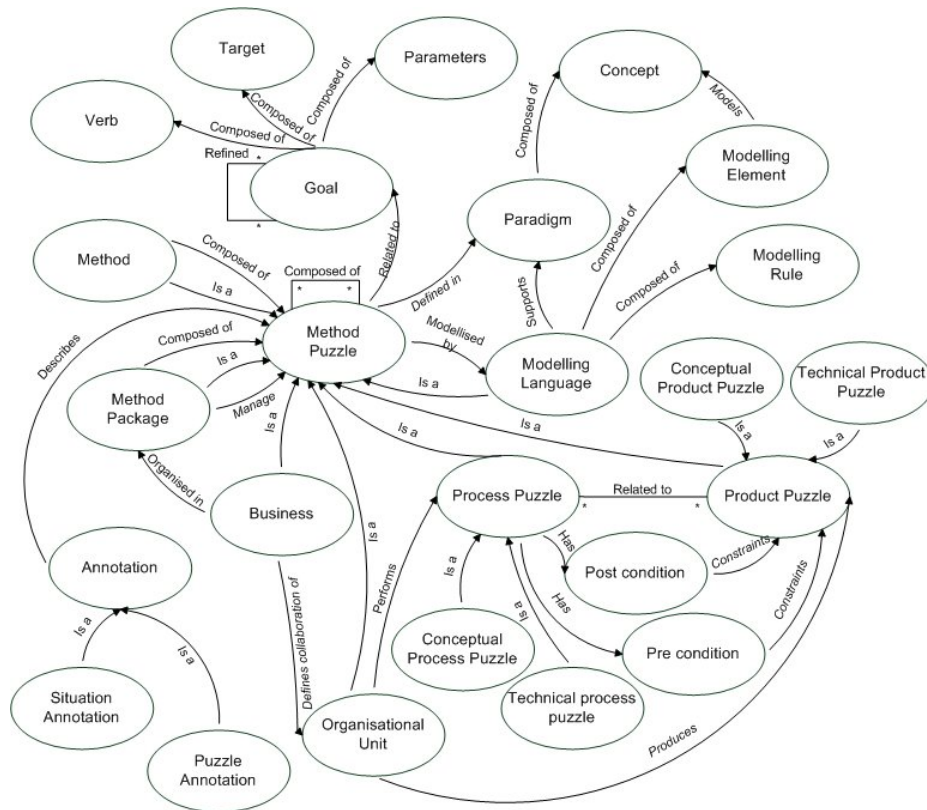 Target
Parameters
Concept
Verb
Composed of
Composed of
Composed of
Composed of
Models
Refined
*
*
Goal
Modelling
Element
Paradigm
Method
Composed of
Is a
Related to
Composed of
*
*
Defined in
Supports
Composed of
Composed of
Modelling
Rule
Describes
Composed of
Is a
Manage
Method
Puzzle
Modellised
by
Is a
Modelling
Language
Conceptual
Product Puzzle
Technical Product
Puzzle
Method
Package
Is a
Is a
Is a
Is a
Is a
Organised in
Business
Process Puzzle
Related to
*
*
Product Puzzle
Is a
Performs
Is a
Has
Has
Is a
Post condition
Constraints
Constraints
Annotation
Defines collaboration of
Is a
Is a
Conceptual
Process Puzzle
Pre condition
Situation
Annotation
Technical process
puzzle
Organisational
Unit
Produces
Puzzle
Annotation